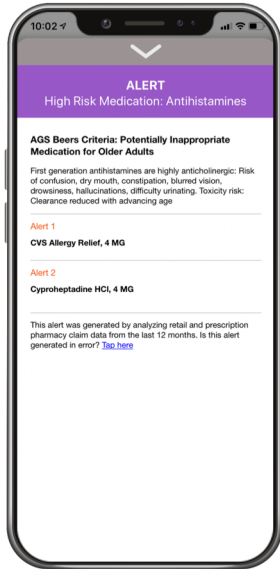 10:02
ALERT
High Risk Medication: Antihistamines
AGS Beers Criteria: Potentially Inappropriate
Medication for Older Adults
First generation antihistamines are highly anticholinergic: Risk
of confusion, dry mouth, constipation, blurred vision,
drowsiness, hallucinations, difficulty urinating. Toxicity risk:
Clearance reduced with advancing age
Alert 1
CVS Allergy Relief, 4 MG
Alert 2
Cyproheptadine HCl, 4 MG
This alert was generated by analyzing retail and prescription
pharmacy claim data from the last 12 months. Is this alert
generated in error? Tap here